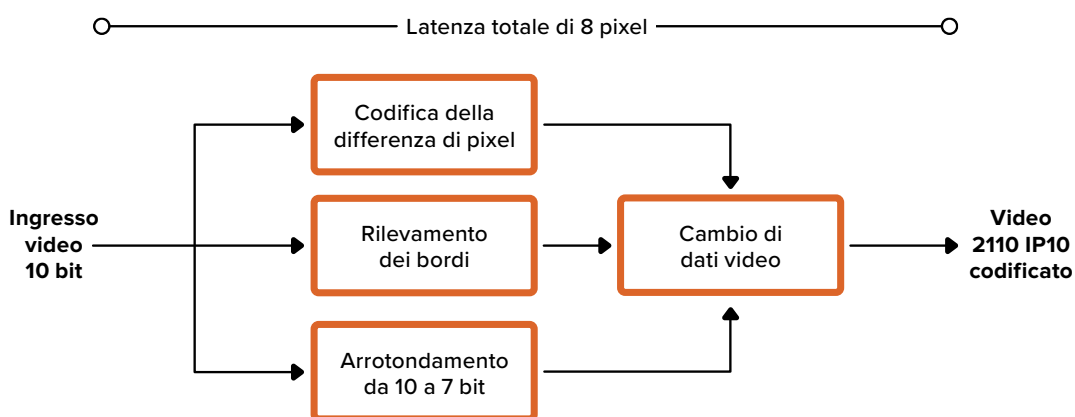 Latenza totale di 8 pixel
Codifica della
differenza di pixel
Ingresso
video
10 bit
Rilevamento
dei bordi
Cambio di
dati video
Video
2110 IP10
codificato
Arrotondamento
da 10 a 7 bit